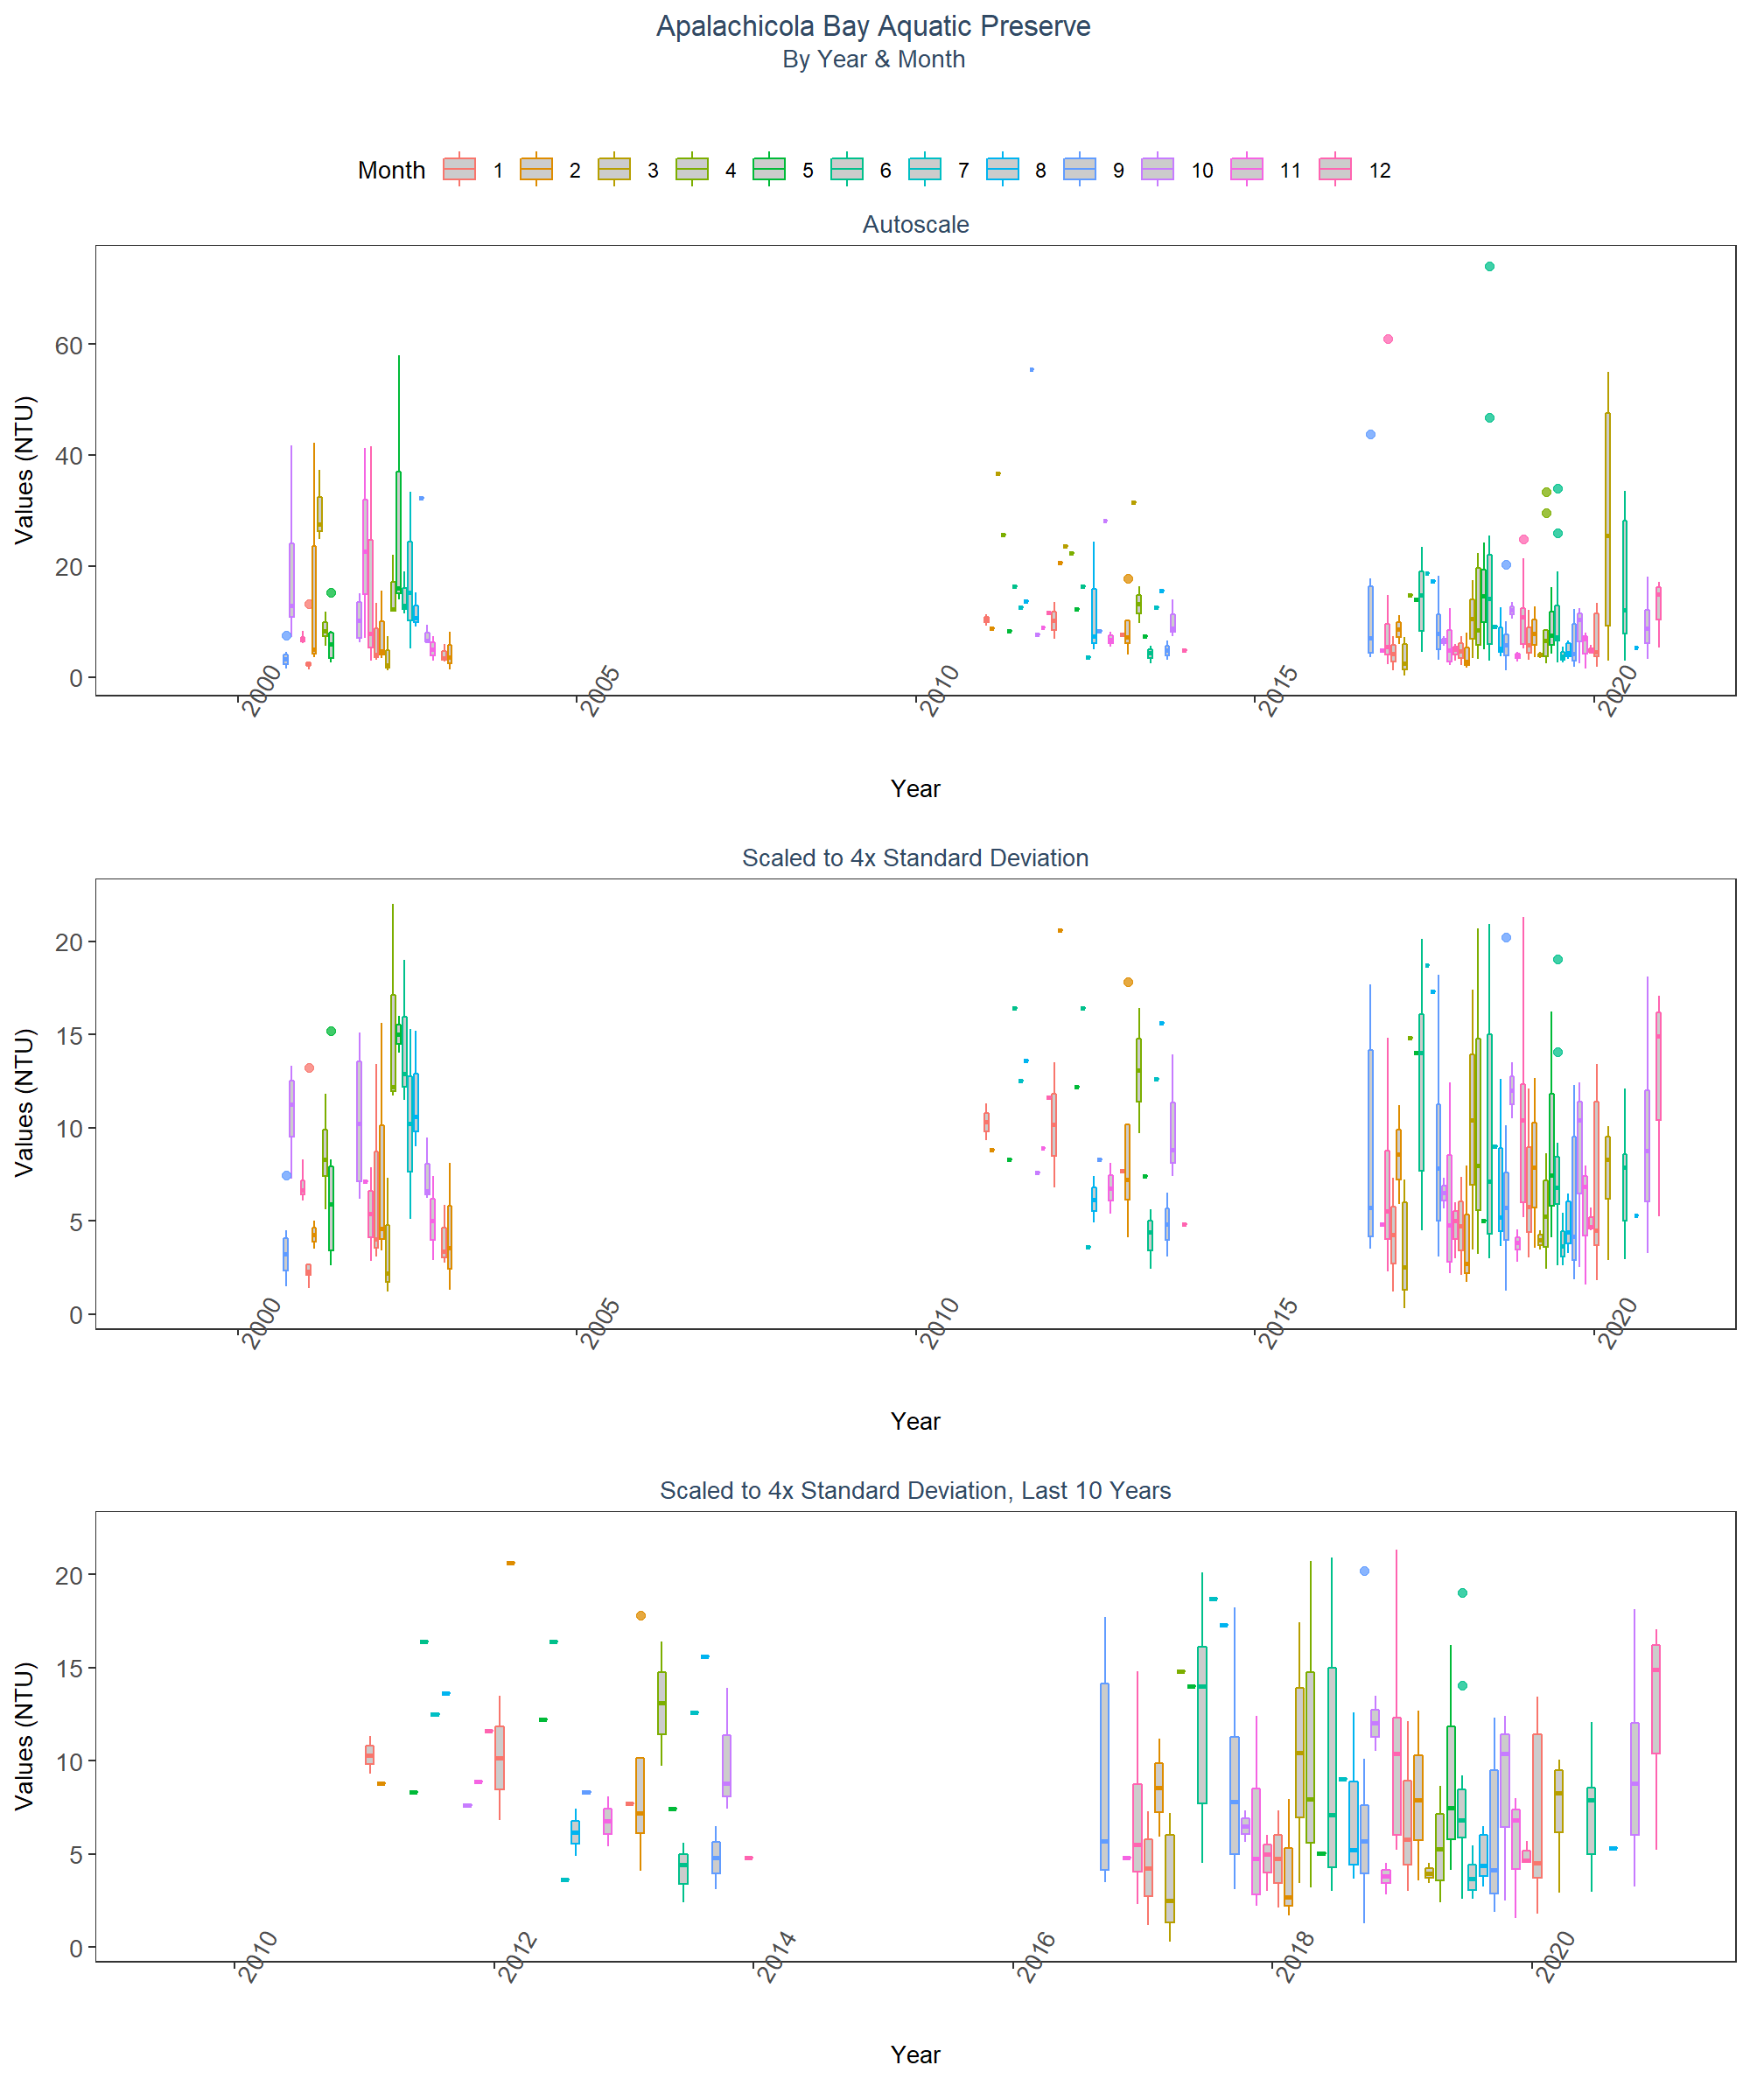 Apalachicola Bay Aquatic Preserve
By Year & Month
Month 1 2 3 4 5 6 7 8 9 10 11 12
Autoscale
Values (NTU)
60
40
20
0
2000 2005 2010 2015 2020
Year
Scaled to 4x Standard Deviation
Values (NTU)
20
15
10
5
0
2000 2005 2010 2015 2020
Year
Scaled to 4x Standard Deviation, Last 10 Years
Values (NTU)
20
15
10
5
0
2010 2012 2014 2016 2018 2020
Year